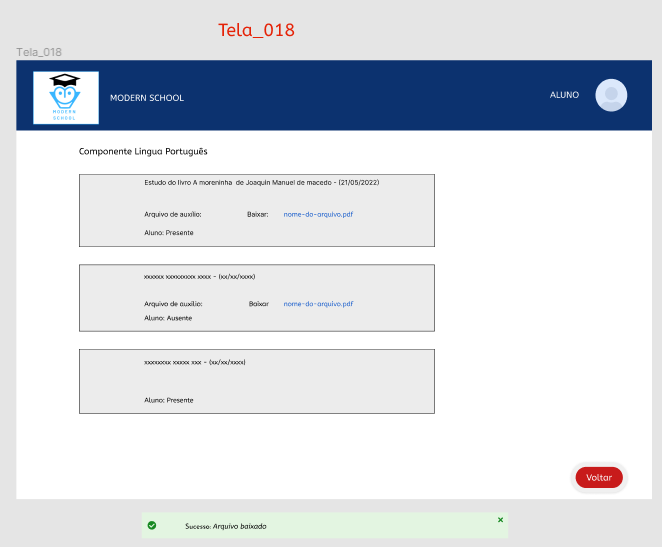 Tela_018
Tela_018
MODERN
SCHOOL
MODERN SCHOOL
ALUNO
Componente Lingua Português
Estudo do livro A moreninha de Joaquin Manuel de macedo - (21/05/2022)
Arquivo de auxílio: Baixar: nome-do-arquivo.pdf
Aluno: Presente
xxxxxx xxxxxxxxx xxxx - (xx/xx/xxxx)
Arquivo de auxílio: Baixar nome-do-arquivo.pdf
Aluno: Ausente
xxxxxxxx xxxxx xxx - (xx/xx/xxxx)
Aluno: Presente
Voltar
Sucesso: Arquivo baixado